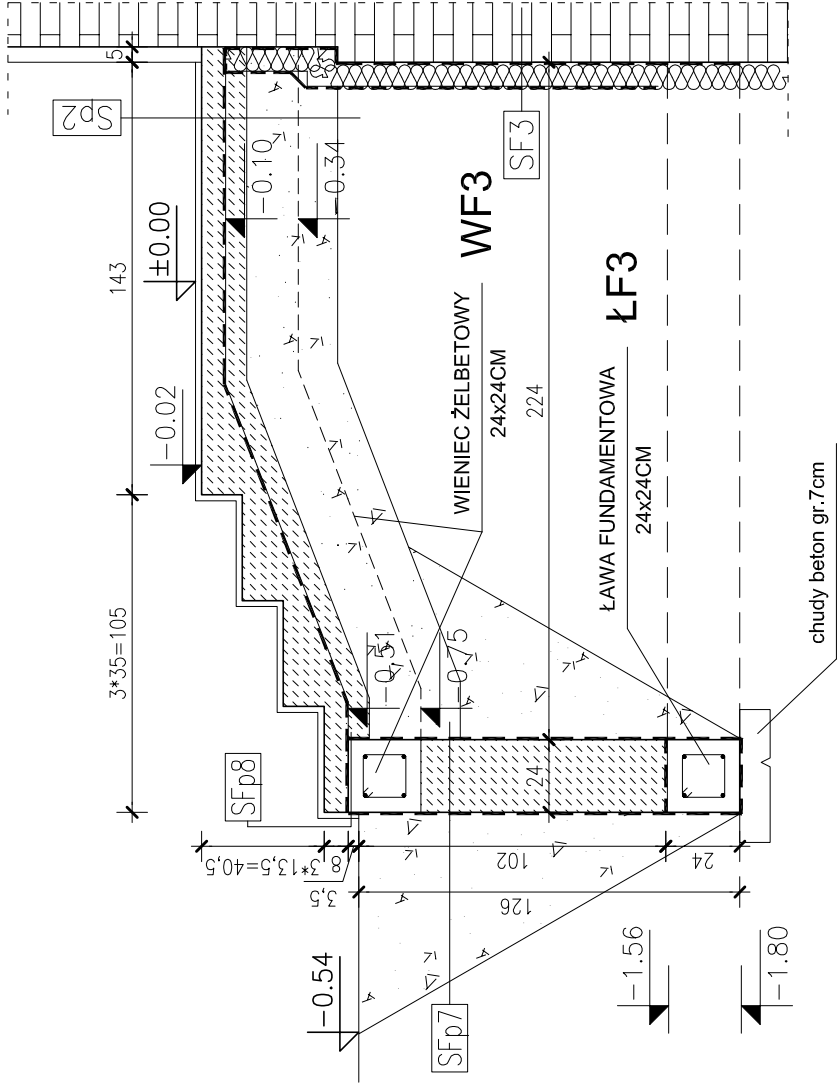 5
143
3*35=105
Sp2
±0.00
-0.10
-0.34
SF3
-0.02
WIENIEC ŻELBETOWY
24x24CM
WF3
224
ŁAWA FUNDAMENTOWA
24x24CM
ŁF3
-0.51
-0.75
SFp8
24
chudy beton gr.7cm
3*13,5=40,5
8
3,5
102
24
126
-0.54
SFp7
-1.56
-1.80